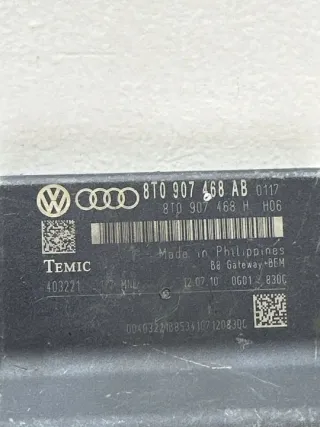 8T0 907 468 AB 0117
8T0 907 468 H H06
Made in Philippines
TEMIC B8 Gateway-BEM
403221 12.07.10 0G01 830C